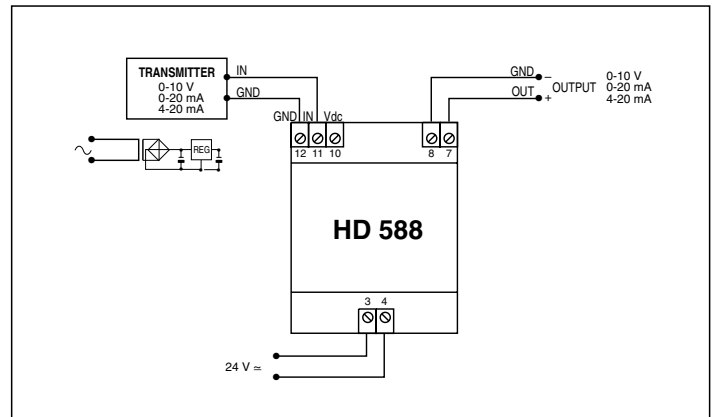 TRANSMITTER
0-10 V
0-20 mA
4-20 mA
IN
GND
GND IN Vdc
12 11 10
GND
–
OUT
+
OUTPUT
0-10 V
0-20 mA
4-20 mA
8 7
REG
HD 588
3 4
24 V ≃